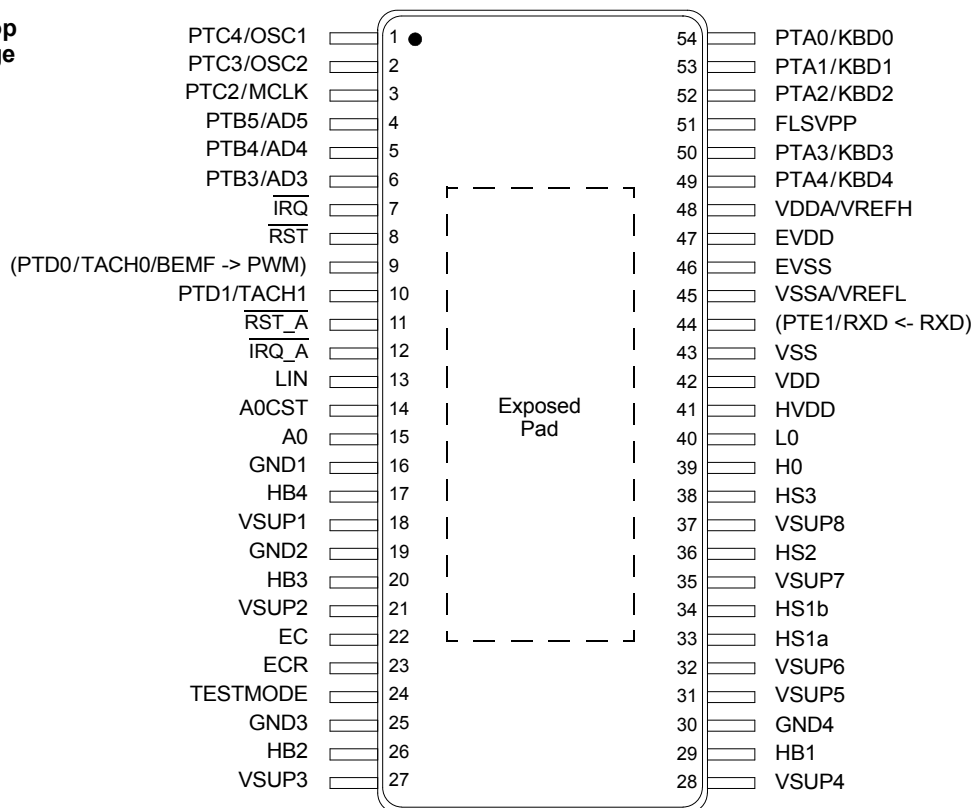 op
ge
PTC4/OSC1 1 54 PTA0/KBD0
PTC3/OSC2 2 53 PTA1/KBD1
PTC2/MCLK 3 52 PTA2/KBD2
PTB5/AD5 4 51 FLSVPP
PTB4/AD4 5 50 PTA3/KBD3
PTB3/AD3 6 49 PTA4/KBD4
IRQ 7 48 VDDA/VREFH
RST 8 47 EVDD
(PTD0/TACH0/BEMF -> PWM) 9 46 EVSS
PTD1/TACH1 10 45 VSSA/VREFL
RST_A 11 44 (PTE1/RXD <- RXD)
IRQ_A 12 43 VSS
LIN 13 42 VDD
A0CST 14 41 HVDD
A0 15 40 L0
GND1 16 39 H0
HB4 17 38 HS3
VSUP1 18 37 VSUP8
GND2 19 36 HS2
HB3 20 35 VSUP7
VSUP2 21 34 HS1b
EC 22 33 HS1a
ECR 23 32 VSUP6
TESTMODE 24 31 VSUP5
GND3 25 30 GND4
HB2 26 29 HB1
VSUP3 27 28 VSUP4
Exposed
Pad